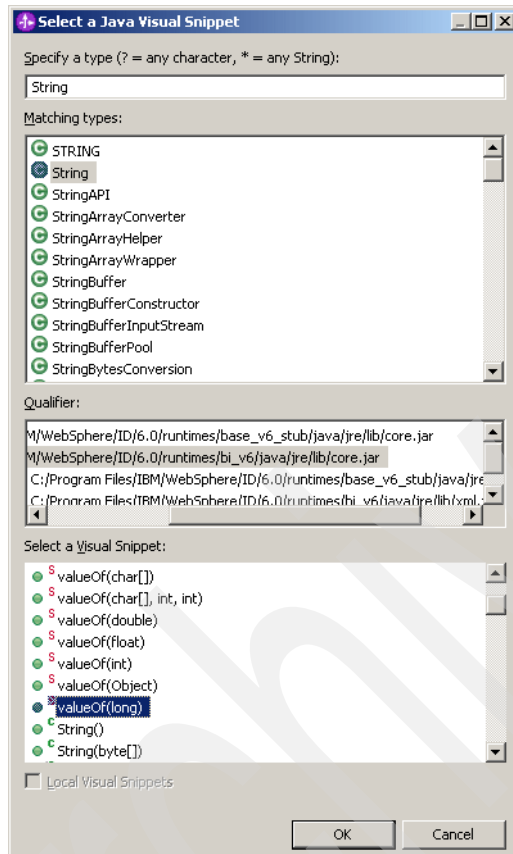 Select a Java Visual Snippet
Specify a type (? = any character, * = any String):
String
Matching types:
STRING
String
StringAPI
StringArrayConverter
StringArrayHelper
StringArrayWrapper
StringBuffer
StringBufferConstructor
StringBufferInputStream
StringBufferPool
StringBytesConversion
Qualifier:
M/WebSphere/ID/6.0/runtimes/base_v6_stub/java/jre/lib/core.jar
M/WebSphere/ID/6.0/runtimes/bi_v6/java/jre/lib/core.jar
C:/Program Files/IBM/WebSphere/ID/6.0/runtimes/base_v6_stub/java/jre
C:/Program Files/IBM/WebSphere/ID/6.0/runtimes/bi_v6/java/jre/lib/xml.
Select a Visual Snippet:
S valueOf(char[])
S valueOf(char[], int, int)
S valueOf(double)
S valueOf(float)
S valueOf(int)
S valueOf(Object)
valueOf(long)
C String()
C String(byte[])
Local Visual Snippets
OK Cancel